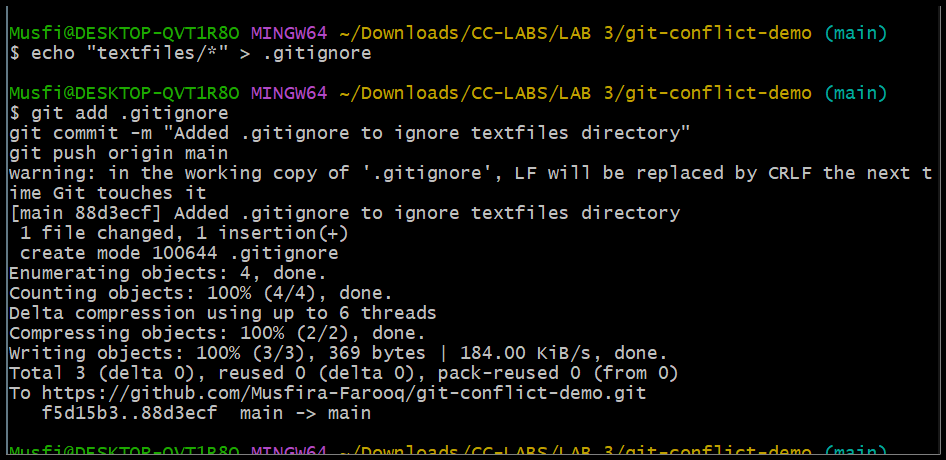 Musfi@DESKTOP-QVT1R8O MINGW64 ~/Downloads/CC-LABS/LAB 3/git-conflict-demo (main)
$ echo "textfiles/*" > .gitignore
Musfi@DESKTOP-QVT1R8O MINGW64 ~/Downloads/CC-LABS/LAB 3/git-conflict-demo (main)
$ git add .gitignore
git commit -m "Added .gitignore to ignore textfiles directory"
git push origin main
warning: in the working copy of '.gitignore', LF will be replaced by CRLF the next t
ime Git touches it
[main 88d3ecf] Added .gitignore to ignore textfiles directory
 1 file changed, 1 insertion(+)
 create mode 100644 .gitignore
Enumerating objects: 4, done.
Counting objects: 100% (4/4), done.
Delta compression using up to 6 threads
Compressing objects: 100% (2/2), done.
Writing objects: 100% (3/3), 369 bytes | 184.00 KiB/s, done.
Total 3 (delta 0), reused 0 (delta 0), pack-reused 0 (from 0)
To https://github.com/Musfira-Farooq/git-conflict-demo.git
   f5d15b3..88d3ecf  main -> main
Musfi@DESKTOP-QVT1R8O MINGW64 ~/Downloads/CC-LABS/LAB 3/git-conflict-demo (main)